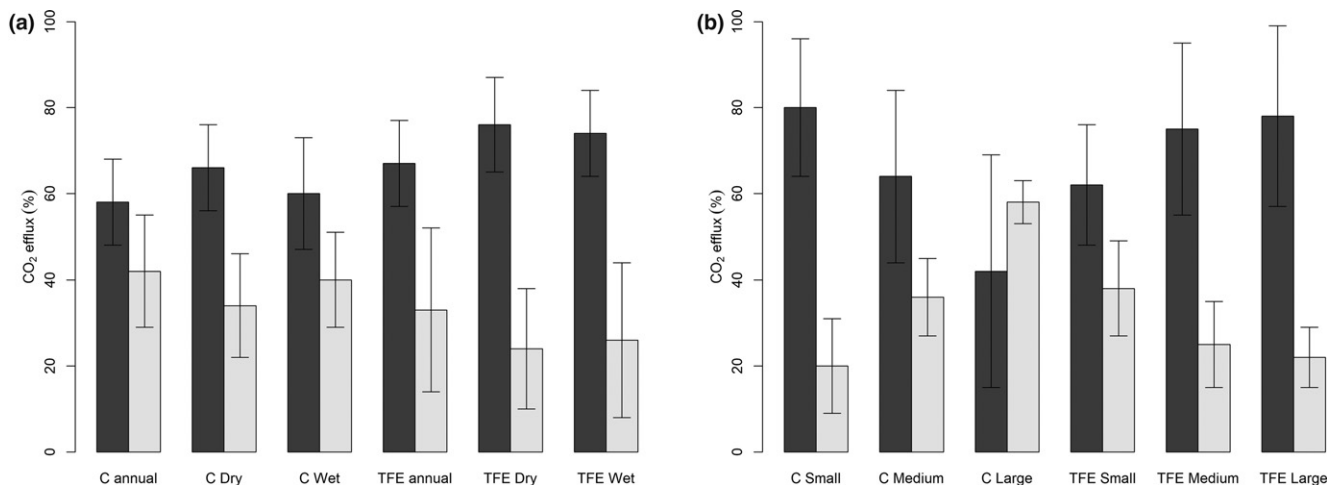 (a)
CO₂ efflux (%)
100
80
60
40
20
0
C annual C Dry C Wet TFE annual TFE Dry TFE Wet
(b)
CO₂ efflux (%)
100
80
60
40
20
0
C Small C Medium C Large TFE Small TFE Medium TFE Large